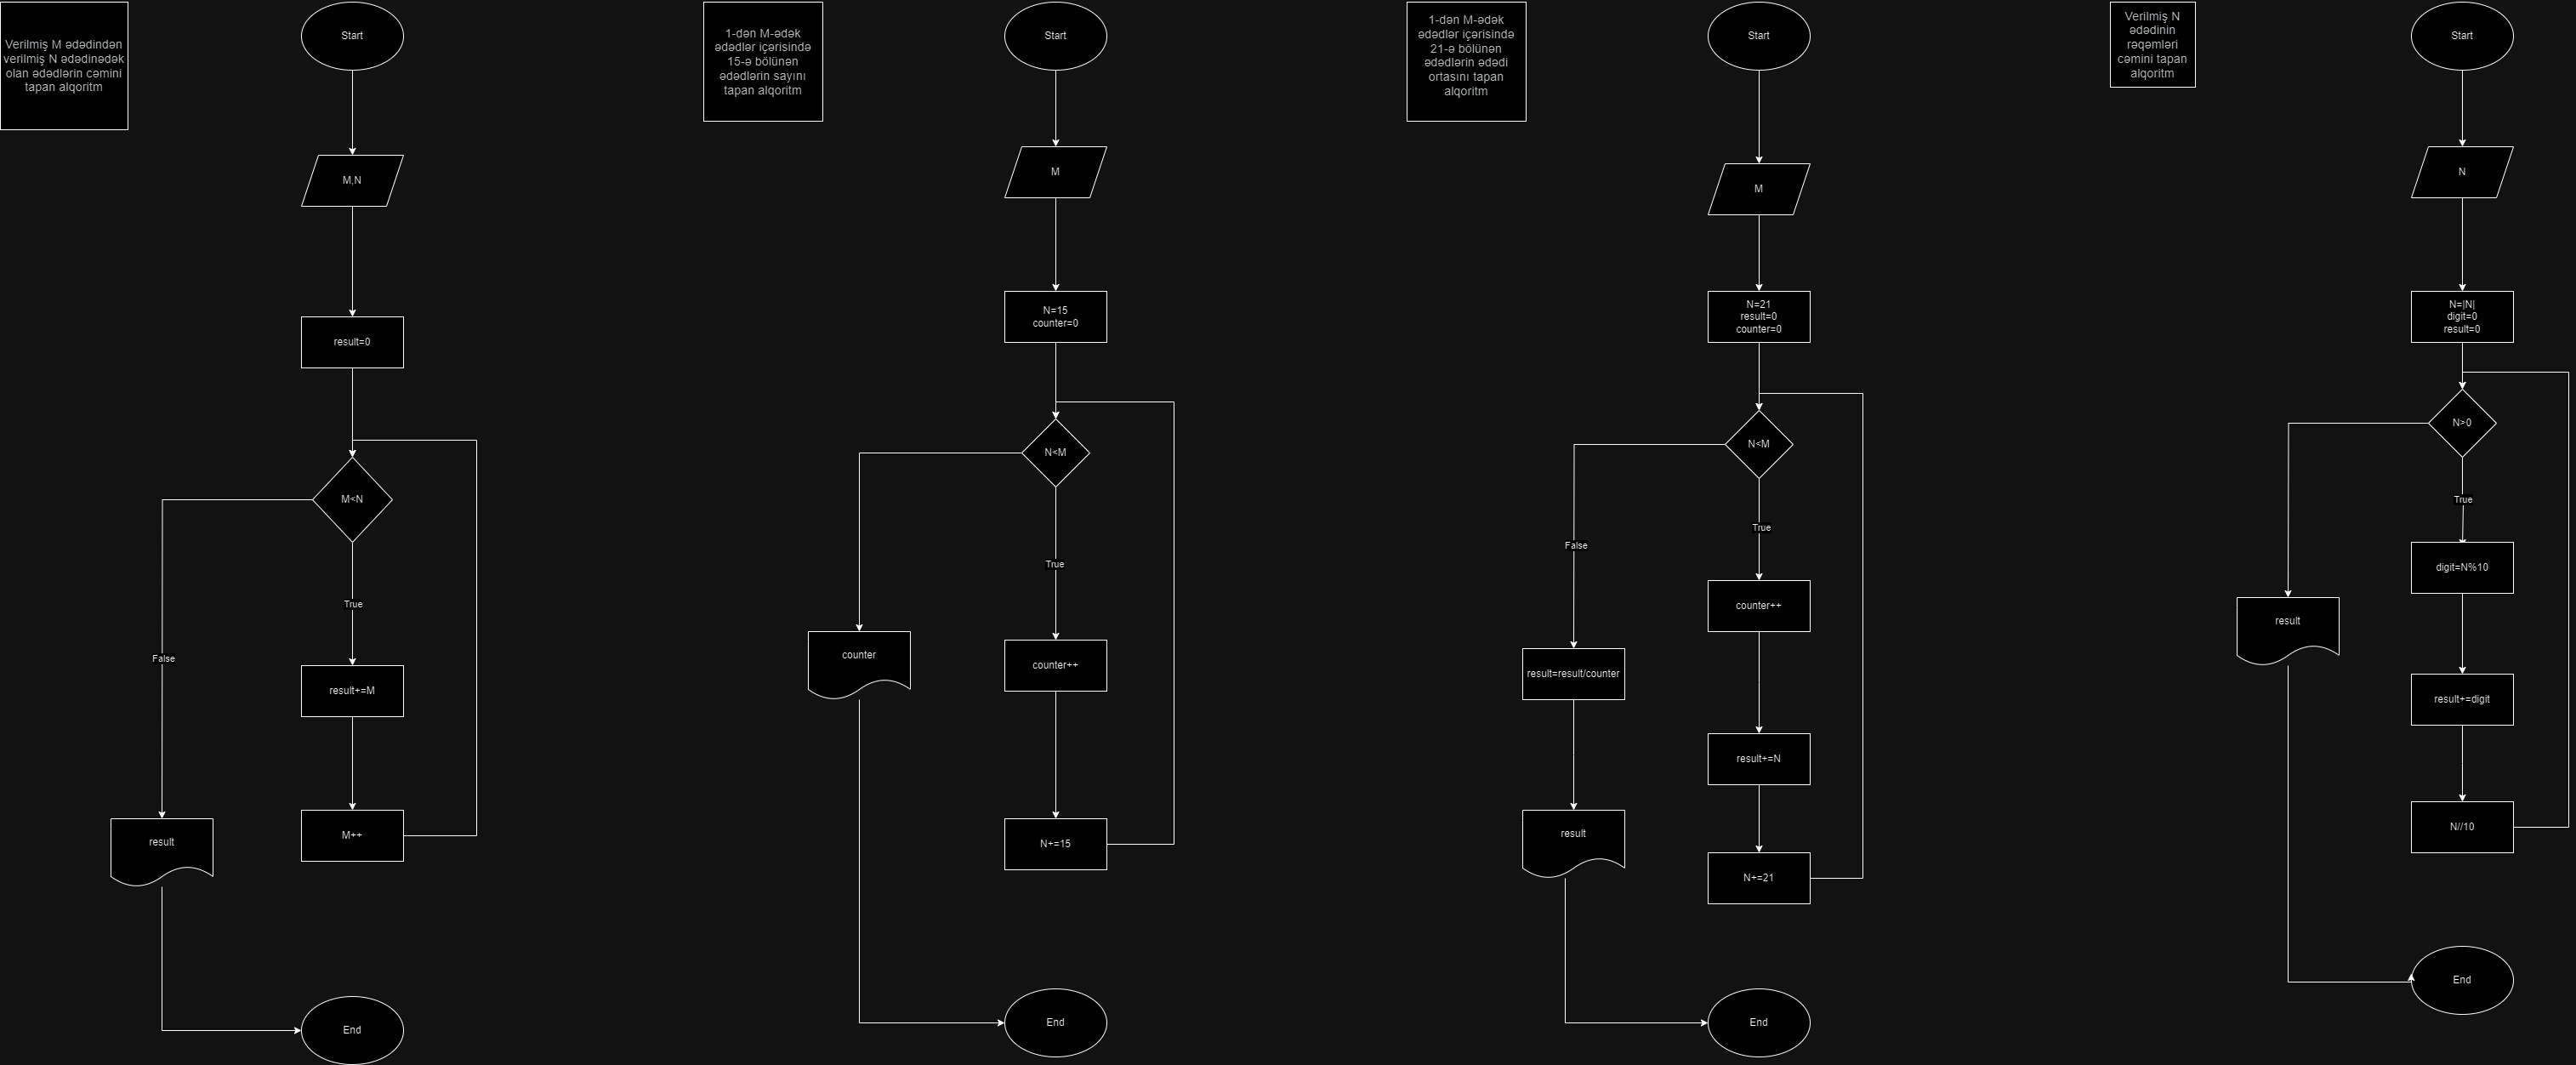 Verilmiş M ədədindən
verilmiş N ədədinədək
olan ədədlərin cəmini
tapan alqoritm
Start
M,N
result=0
M<N
True
False
result+=M
M++
result
End
1-dən M-ədək
ədədlər içərisində
15-ə bölünən
ədədlərin sayını
tapan alqoritm
Start
M
N=15
counter=0
N<M
True
counter
counter++
N+=15
End
1-dən M-ədək
ədədlər içərisində
21-ə bölünən
ədədlərin ədədi
ortasını tapan
alqoritm
Start
M
N=21
result=0
counter=0
N<M
True
False
counter++
result=result/counter
result+=N
result
N+=21
End
Verilmiş N
ədədinin
rəqəmləri
cəmini tapan
alqoritm
Start
N
N=|N|
digit=0
result=0
N>0
True
digit=N%10
result
result+=digit
N//10
End